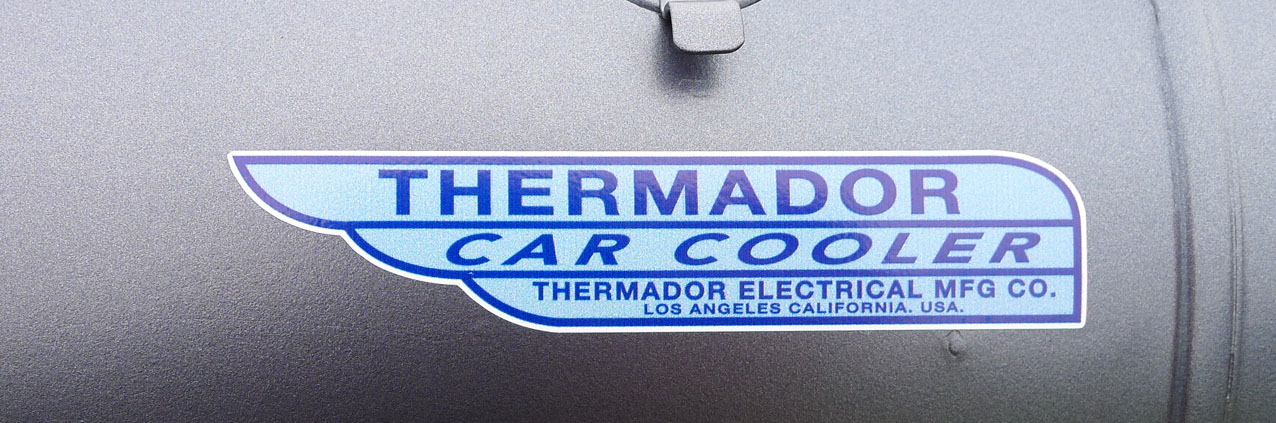 THERMADOR
CAR COOLER
THERMADOR ELECTRICAL MFG CO.
LOS ANGELES CALIFORNIA. USA.